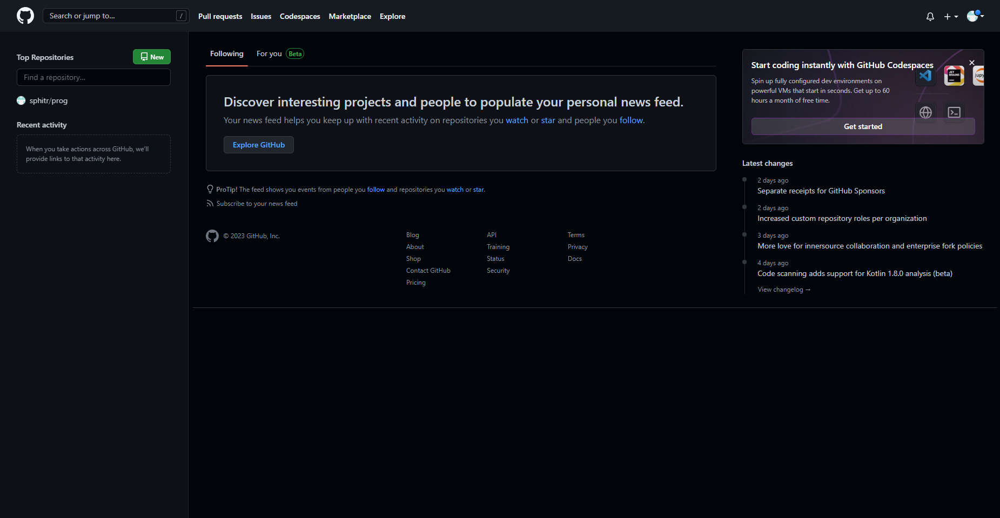 Search or jump to...
/
Pull requests
Issues
Codespaces
Marketplace
Explore
Top Repositories
New
Find a repository...
sphitr/prog
Recent activity
When you take actions across GitHub, we'll
provide links to that activity here.
Following
For you
Beta
Discover interesting projects and people to populate your personal news feed.
Your news feed helps you keep up with recent activity on repositories you watch or star and people you follow.
Explore GitHub
ProTip! The feed shows you events from people you follow and repositories you watch or star.
Subscribe to your news feed
© 2023 GitHub, Inc.
Blog
About
Shop
Contact GitHub
Pricing
API
Training
Status
Security
Terms
Privacy
Docs
Start coding instantly with GitHub Codespaces
Spin up fully configured dev environments on
powerful VMs that start in seconds. Get up to 60
hours a month of free time.
JET
BRAINS
Get started
Latest changes
2 days ago
Separate receipts for GitHub Sponsors
2 days ago
Increased custom repository roles per organization
3 days ago
More love for innersource collaboration and enterprise fork policies
4 days ago
Code scanning adds support for Kotlin 1.8.0 analysis (beta)
View changelog →